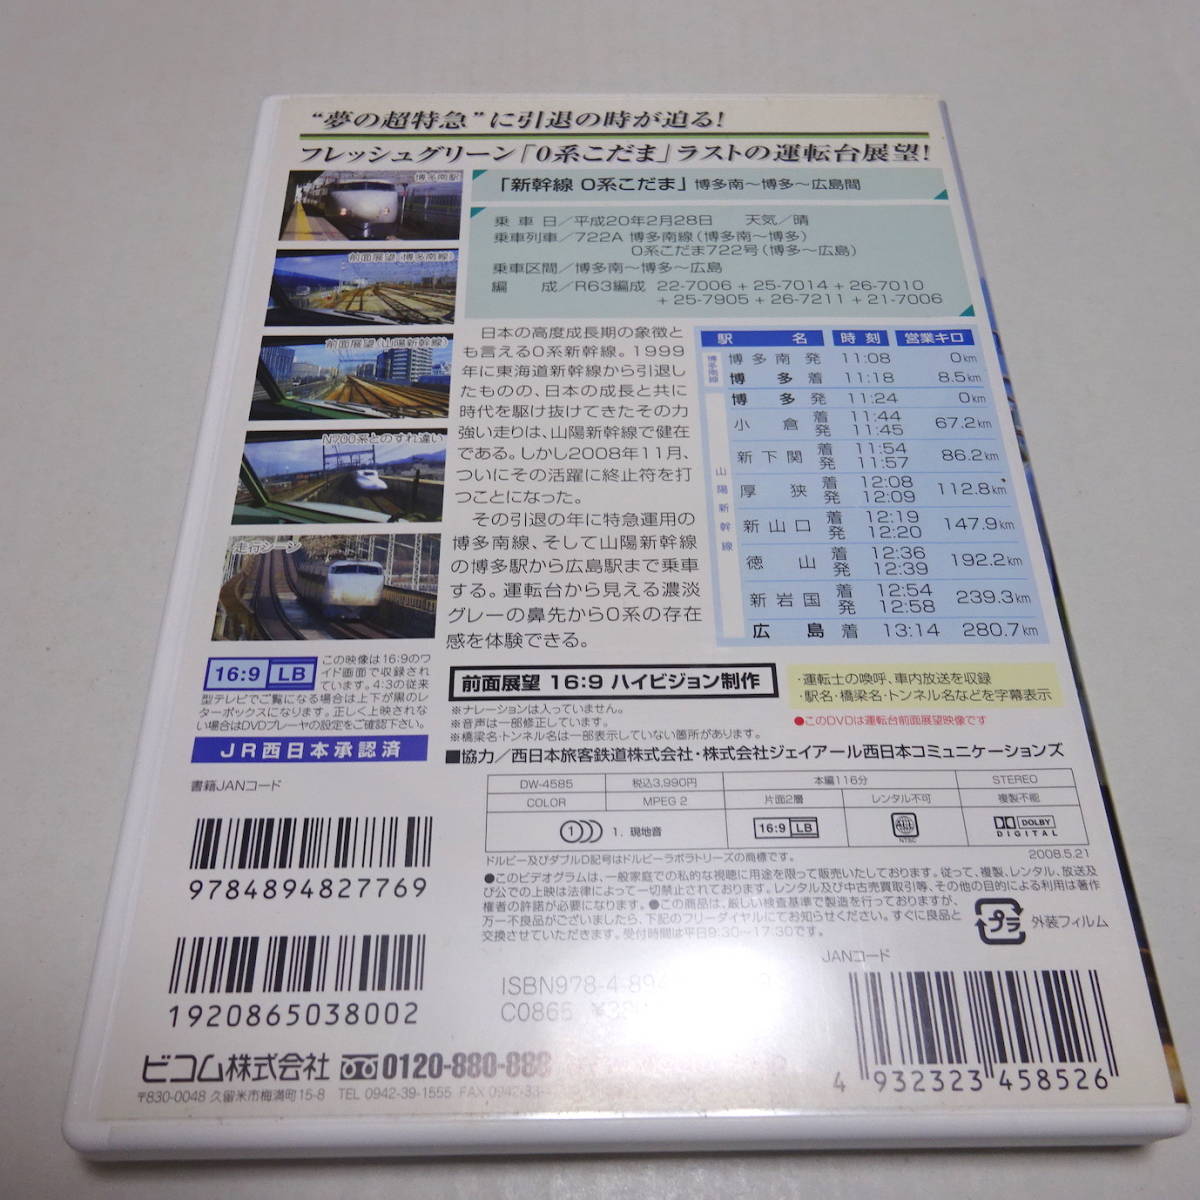 “夢の超特急”に引退の時が迫る!
フレッシュグリーン「0系こだま」ラストの運転台展望!
博多南駅
前面展望(博多南線)
前面展望(山陽新幹線)
N700系とのすれ違い
走行シーン
「新幹線 0系こだま」 博多南〜博多〜広島間
乗車日/平成20年2月28日 天気/晴
乗車列車/722A 博多南線(博多南〜博多)
0系こだま722号(博多〜広島)
乗車区間/博多南〜博多〜広島
編成/R63編成 22-7006 + 25-7014 + 26-7010
+ 25-7905 + 26-7211 + 21-7006
日本の高度成長期の象徴と
も言える0系新幹線。1999
年に東海道新幹線から引退し
たものの、日本の成長と共に
時代を駆け抜けてきたその力
強い走りは、山陽新幹線で健在
である。しかし2008年11月、
ついにその活躍に終止符を打
つことになった。
その引退の年に特急運用の
博多南線、そして山陽新幹線
の博多駅から広島駅まで乗車
する。運転台から見える濃淡
グレーの鼻先から0系の存在
感を体験できる。
駅名 時刻 営業キロ
博多南線
博多南 発 11:08 0km
博多 着 11:18 8.5km
山陽新幹線
博多 発 11:24 0km
小倉 着 11:44
発 11:45 67.2km
新下関 着 11:54
発 11:57 86.2km
厚狭 着 12:08
発 12:09 112.8km
新山口 着 12:19
発 12:20 147.9km
徳山 着 12:36
発 12:39 192.2km
新岩国 着 12:54
発 12:58 239.3km
広島 着 13:14 280.7km
16:9 LB
この映像は16:9のワ
イド画面で収録され
ています。4:3の従来
型テレビでご覧になる場合は上下が黒のレ
ターボックスになります。正しく上映されな
い場合はDVDプレーヤの設定をご確認下さい。
JR西日本承認済
前面展望 16:9 ハイビジョン制作
※ナレーションは入っていません。
※音声は一部修正しています。
※橋梁名・トンネル名は一部表示していない箇所があります。
・運転士の喚呼、車内放送を収録
・駅名・橋梁名・トンネル名などを字幕表示
●このDVDは運転台前面展望映像です
■協力/西日本旅客鉄道株式会社・株式会社ジェイアール西日本コミュニケーションズ
DW-4585 税込3,990円 本編116分 STEREO
COLOR MPEG 2 片面2層 レンタル不可 複製不能
1 1. 現地音 16:9 LB ALL NTSC DOLBY DIGITAL
ドルビー及びダブルD記号はドルビーラボラトリーズの商標です。
2008.5.21
●このビデオグラムは、一般家庭での私的な視聴に用途を限って販売いたしております。従って、複製、レンタル、放送及
び公での上映は法律によって一切禁止されております。レンタル及び中古売買取引等、その他の目的による利用は著作
権者の許諾が必要になります。●この商品は、厳しい検査基準で製造を行っておりますが、
万一不良品がございましたら、下記のフリーダイヤルにてお知らせください。すぐに良品と
交換させていただきます。受付時間は平日9:30〜17:30です。
プラ
外装フィルム
書籍JANコード
9784894827769
1920865038002
ISBN978-4-894
C0865
JANコード
4 932323 458526
ビコム株式会社 0120-880-888
〒830-0048 久留米市梅満町15-8 TEL 0942-39-1555 FAX 0942-33-